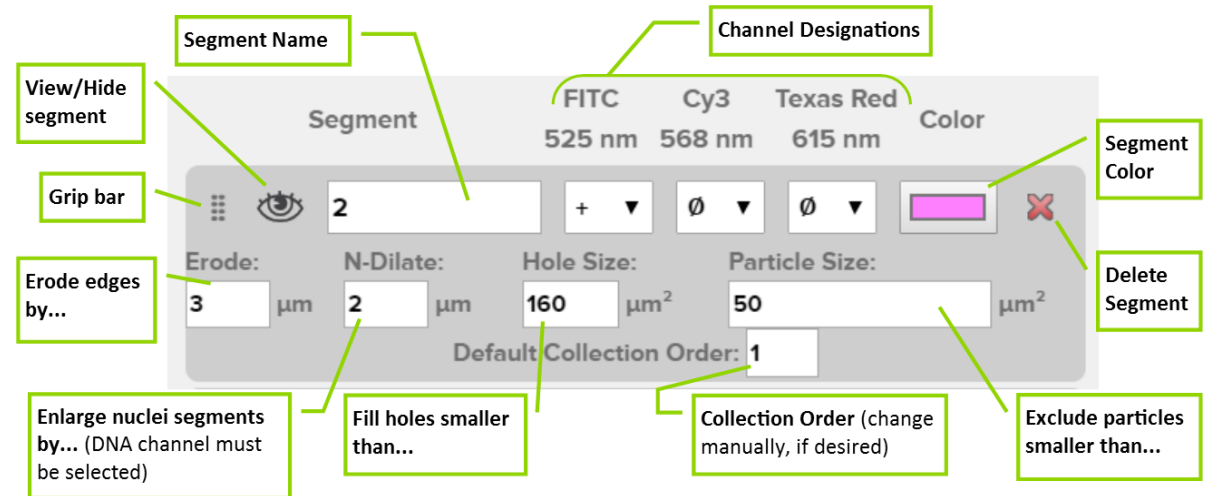 Segment Name
Channel Designations
View/Hide
segment
Segment
FITC
525 nm
Cy3
568 nm
Texas Red
615 nm
Color
Segment
Color
Grip bar
2
+ ▼
Ø ▼
Ø ▼
Erode edges
by...
Erode:
3 µm
N-Dilate:
2 µm
Hole Size:
160 µm²
Particle Size:
50 µm²
Delete
Segment
Default Collection Order: 1
Enlarge nuclei segments
by... (DNA channel must
be selected)
Fill holes smaller
than...
Collection Order (change
manually, if desired)
Exclude particles
smaller than...